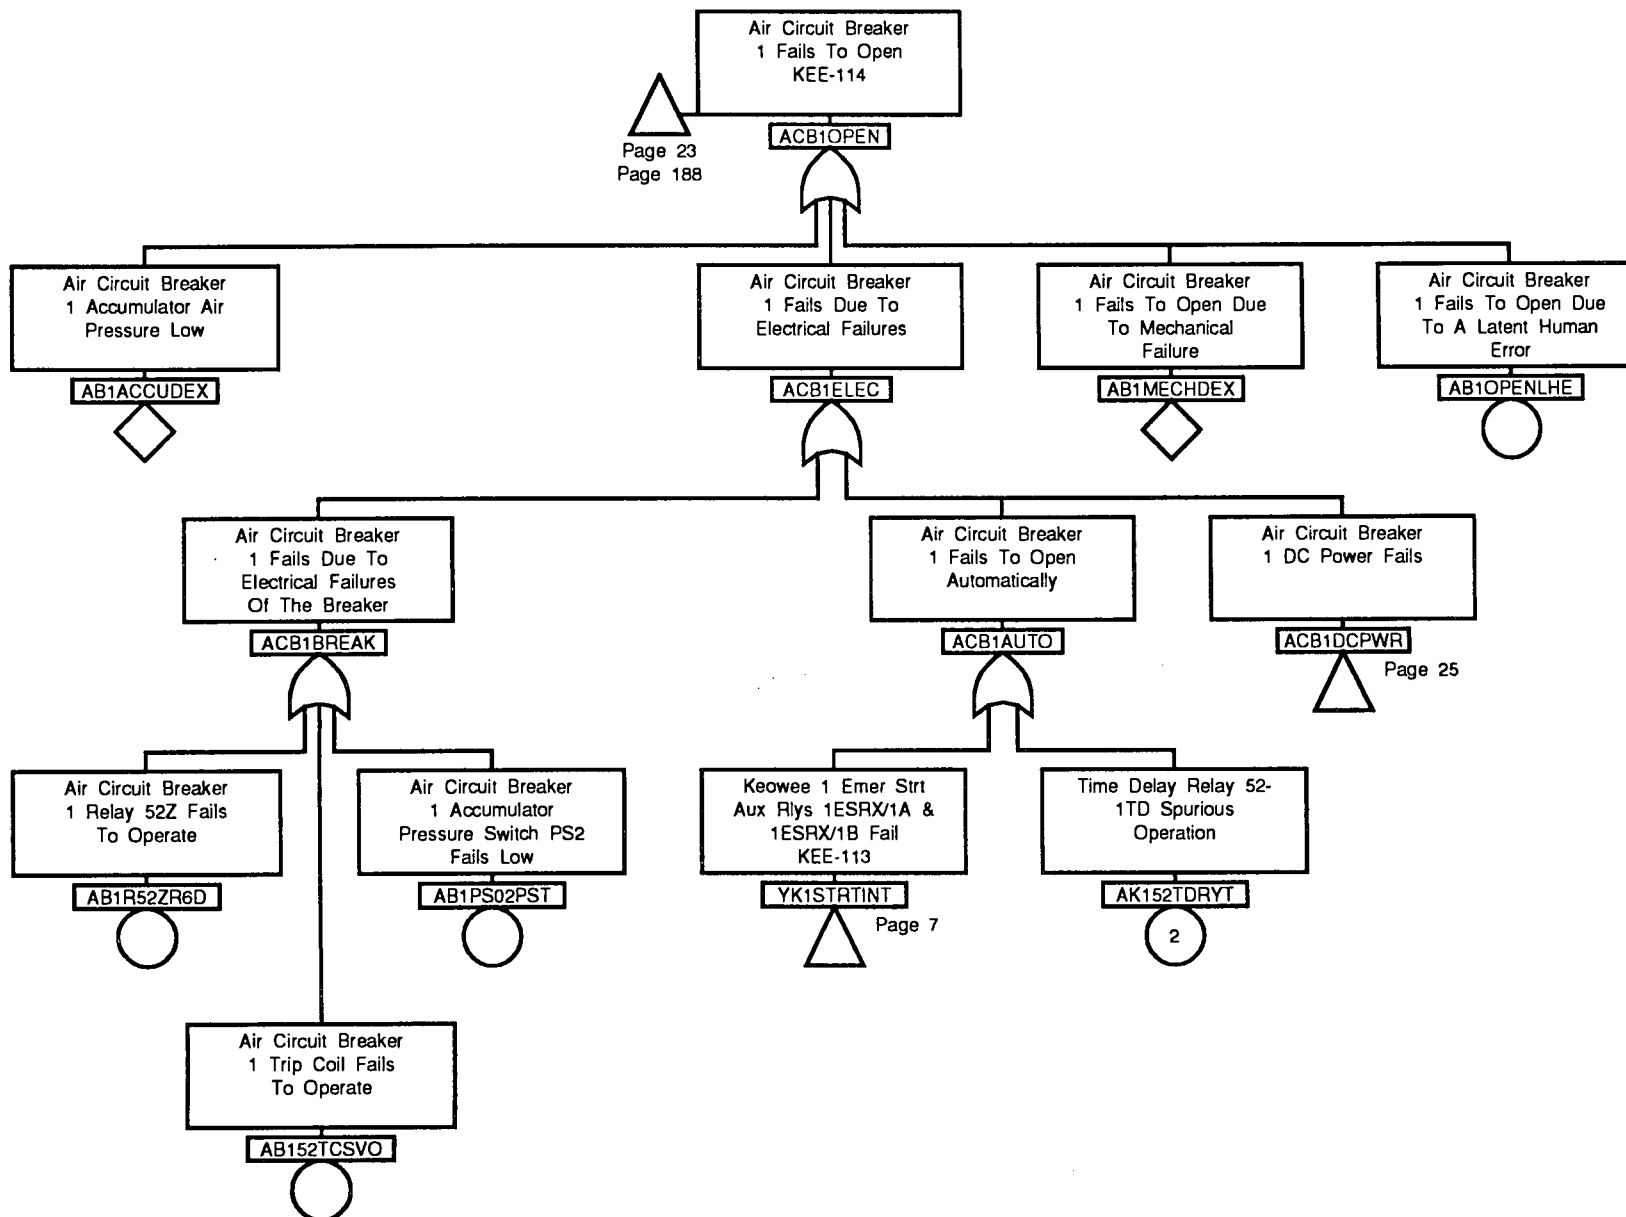 Air Circuit Breaker
1 Fails To Open
KEE-114
ACB1OPEN
Page 23
Page 188
Air Circuit Breaker
1 Accumulator Air
Pressure Low
AB1ACCUDEX
Air Circuit Breaker
1 Fails Due To
Electrical Failures
ACB1ELEC
Air Circuit Breaker
1 Fails To Open Due
To Mechanical
Failure
AB1MECHDEX
Air Circuit Breaker
1 Fails To Open Due
To A Latent Human
Error
AB1OPENLHE
Air Circuit Breaker
1 Fails Due To
Electrical Failures
Of The Breaker
ACB1BREAK
Air Circuit Breaker
1 Fails To Open
Automatically
ACB1AUTO
Air Circuit Breaker
1 DC Power Fails
ACB1DCPWR
Page 25
Air Circuit Breaker
1 Relay 52Z Fails
To Operate
AB1R52ZR6D
Air Circuit Breaker
1 Accumulator
Pressure Switch PS2
Fails Low
AB1PS02PST
Keowee 1 Emer Strt
Aux Rlys 1ESRX/1A &
1ESRX/1B Fail
KEE-113
YK1STRTINT
Page 7
Time Delay Relay 52-
1TD Spurious
Operation
AK152TDRYT
2
Air Circuit Breaker
1 Trip Coil Fails
To Operate
AB152TCSVO